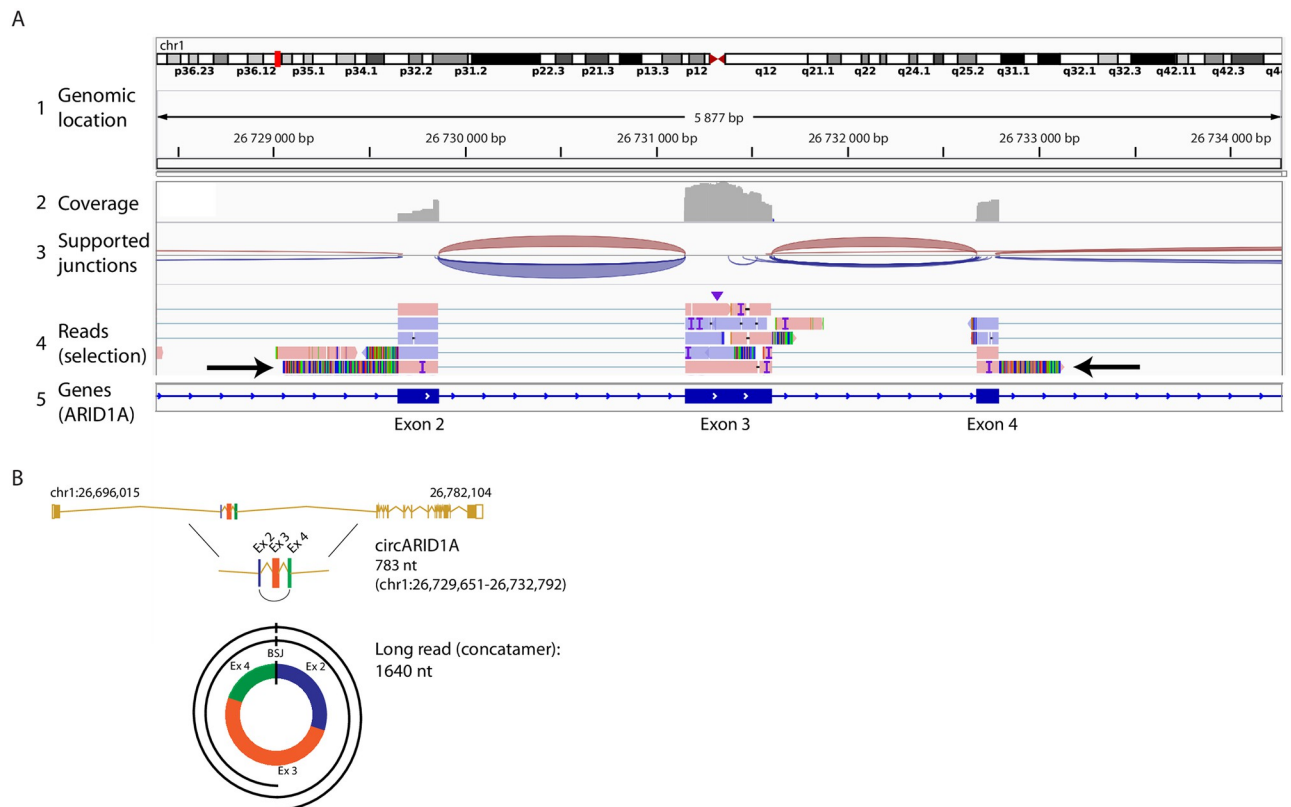 A
chr1
p36.23 p36.12 p35.1 p34.1 p32.2 p31.2 p22.3 p21.3 p13.3 p12 q12 q21.1 q22 q24.1 q25.2 q31.1 q32.1 q32.3 q42.11 q42.3 q4
1 Genomic location
5 877 bp
26 729 000 bp 26 730 000 bp 26 731 000 bp 26 732 000 bp 26 733 000 bp 26 734 000 bp
2 Coverage
3 Supported junctions
4 Reads (selection)
5 Genes (ARID1A)
Exon 2 Exon 3 Exon 4
B
chr1:26,696,015 26,782,104
Ex 2 Ex 3 Ex 4
circARID1A
783 nt
(chr1:26,729,651-26,732,792)
Long read (concatamer):
1640 nt
BSJ
Ex 4 Ex 2
Ex 3